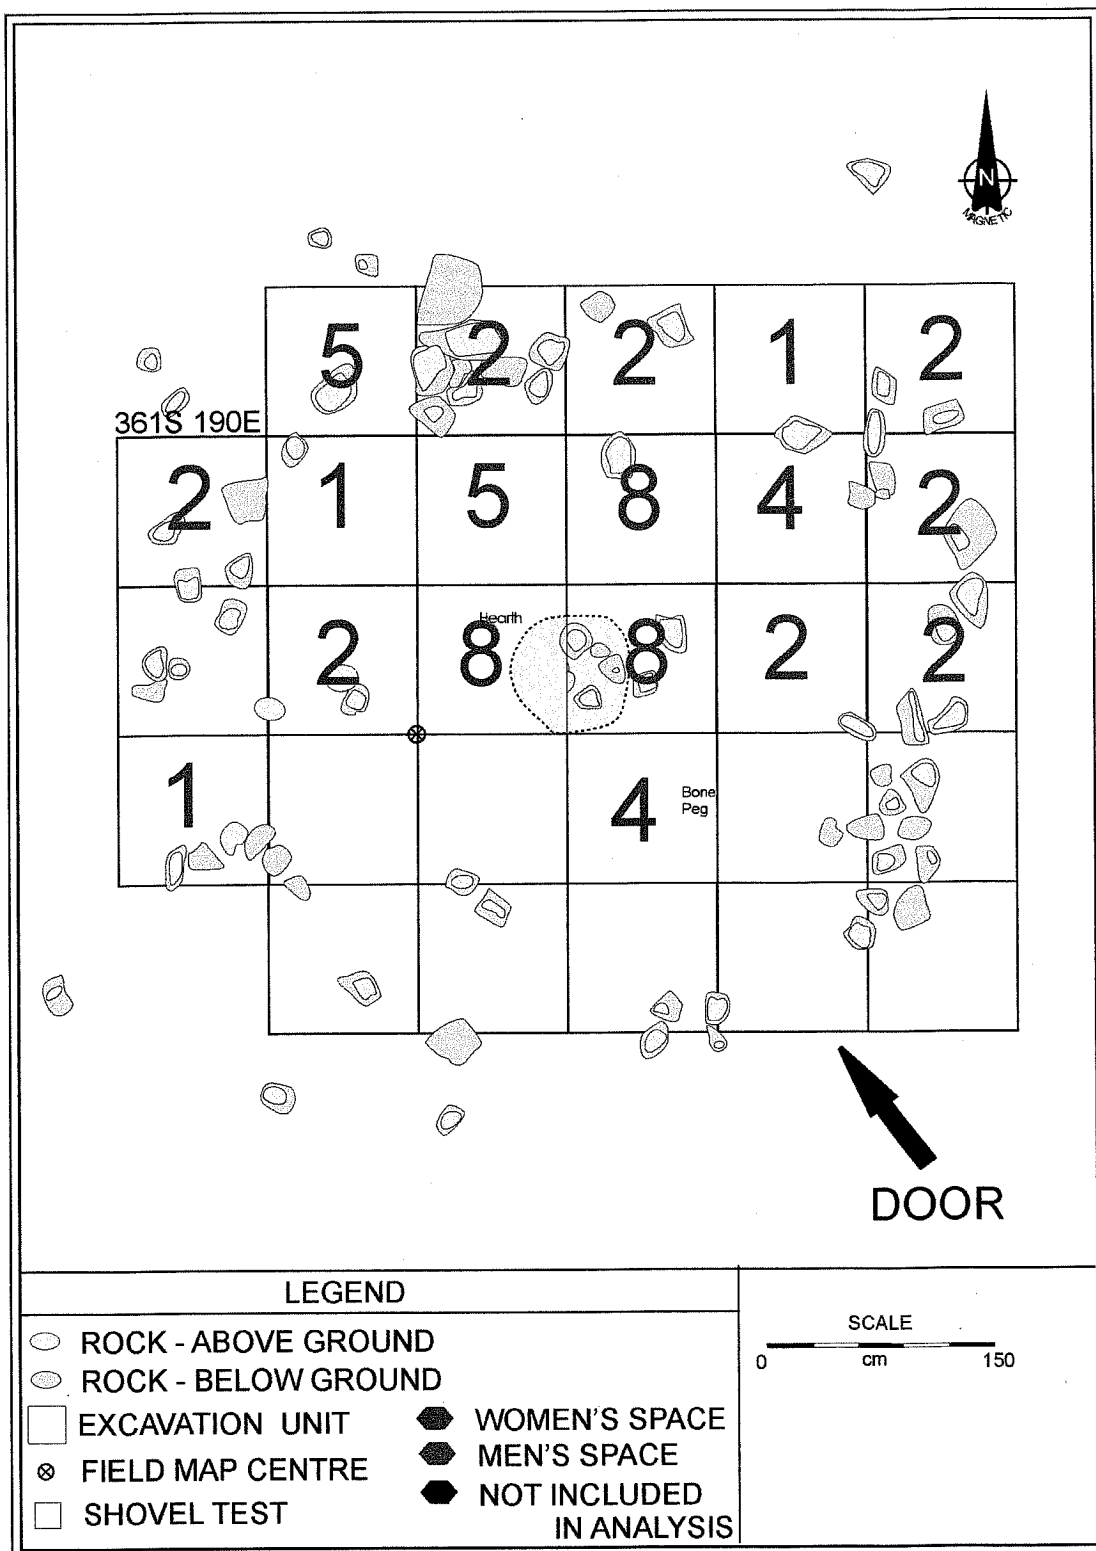 N
MAGNETIC
5 2 2 1 2
361S 190E
2 1 5 8 4 2
Hearth
2 8 8 2 2
1 4 Bone
Peg
DOOR
LEGEND
ROCK - ABOVE GROUND
ROCK - BELOW GROUND
EXCAVATION UNIT
FIELD MAP CENTRE
SHOVEL TEST
WOMEN'S SPACE
MEN'S SPACE
NOT INCLUDED
IN ANALYSIS
SCALE
0 cm 150